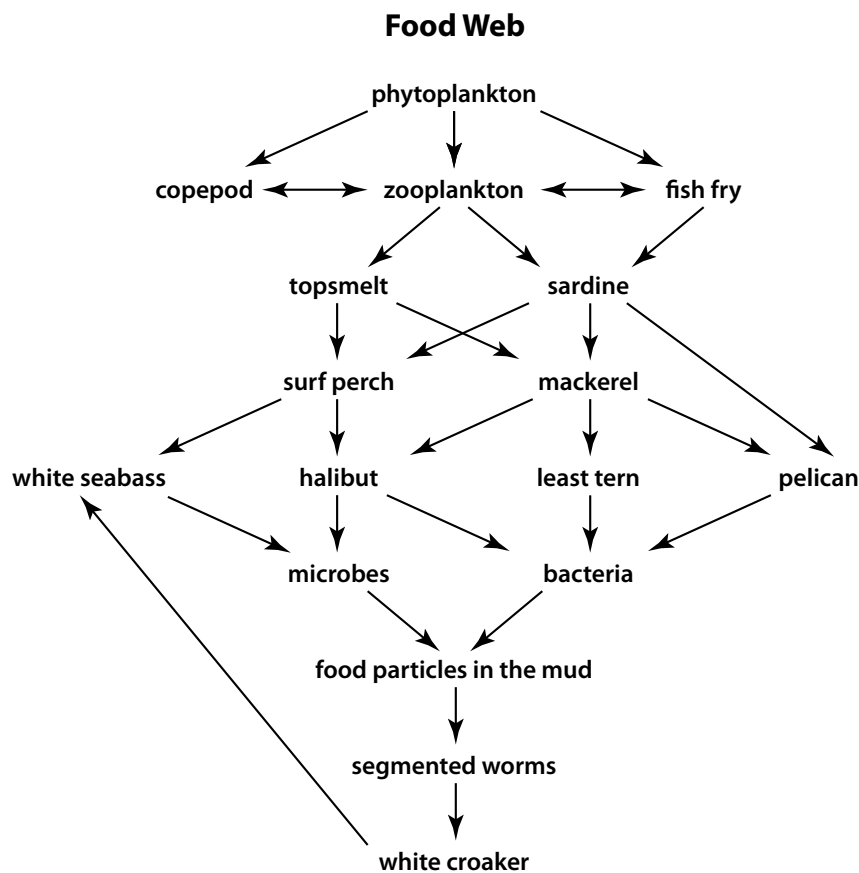 Food Web
phytoplankton
copepod
zooplankton
fish fry
topsmelt
sardine
surf perch
mackerel
white seabass
halibut
least tern
pelican
microbes
bacteria
food particles in the mud
segmented worms
white croaker